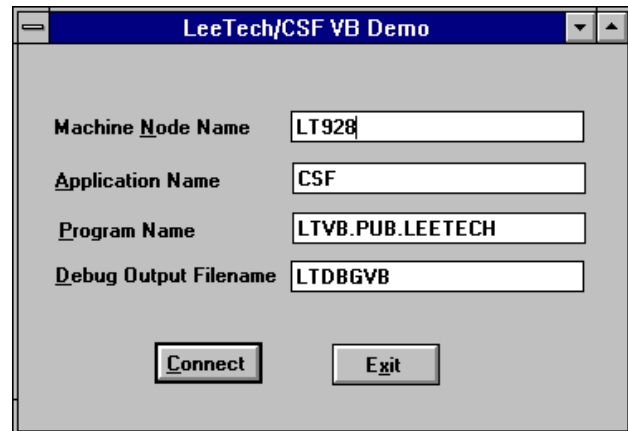 LeeTech/CSF VB Demo
Machine Node Name LT928
Application Name CSF
Program Name LTVB.PUB.LEETECH
Debug Output Filename LTDBGVB
Connect Exit